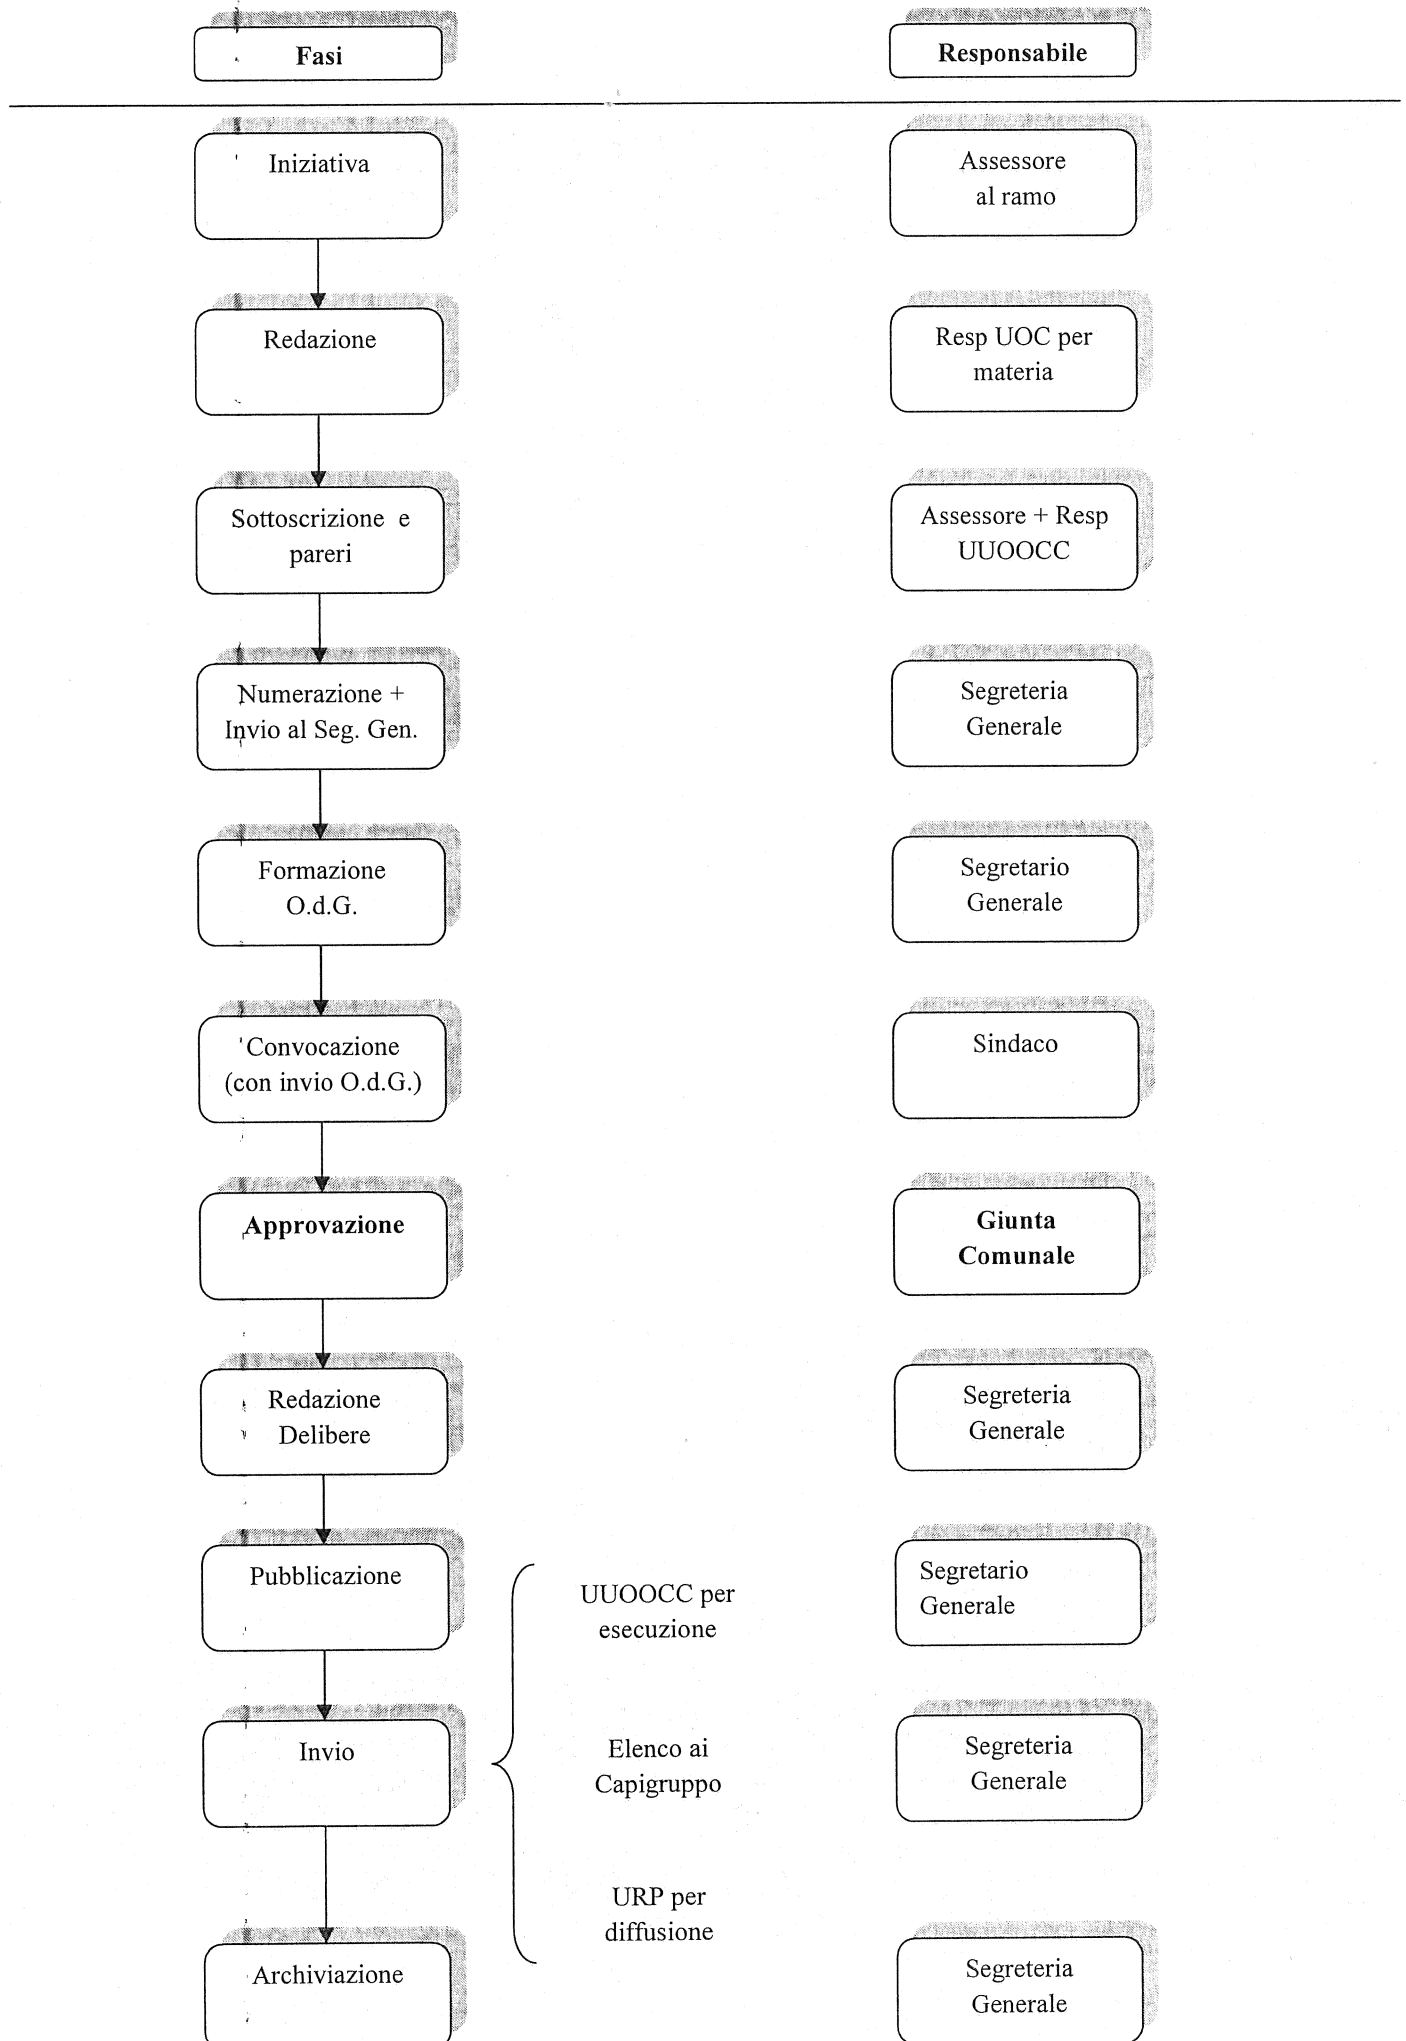 Fasi
Responsabile
Iniziativa
Assessore
al ramo
Redazione
Resp UOC per
materia
Sottoscrizione e
pareri
Assessore + Resp
UUOOCC
Numerazione +
Invio al Seg. Gen.
Segreteria
Generale
Formazione
O.d.G.
Segretario
Generale
Convocazione
(con invio O.d.G.)
Sindaco
Approvazione
Giunta
Comunale
Redazione
Delibere
Segreteria
Generale
Pubblicazione
UUOOCC per
esecuzione
Segretario
Generale
Invio
Elenco ai
Capigruppo
Segreteria
Generale
URP per
diffusione
Archiviazione
Segreteria
Generale